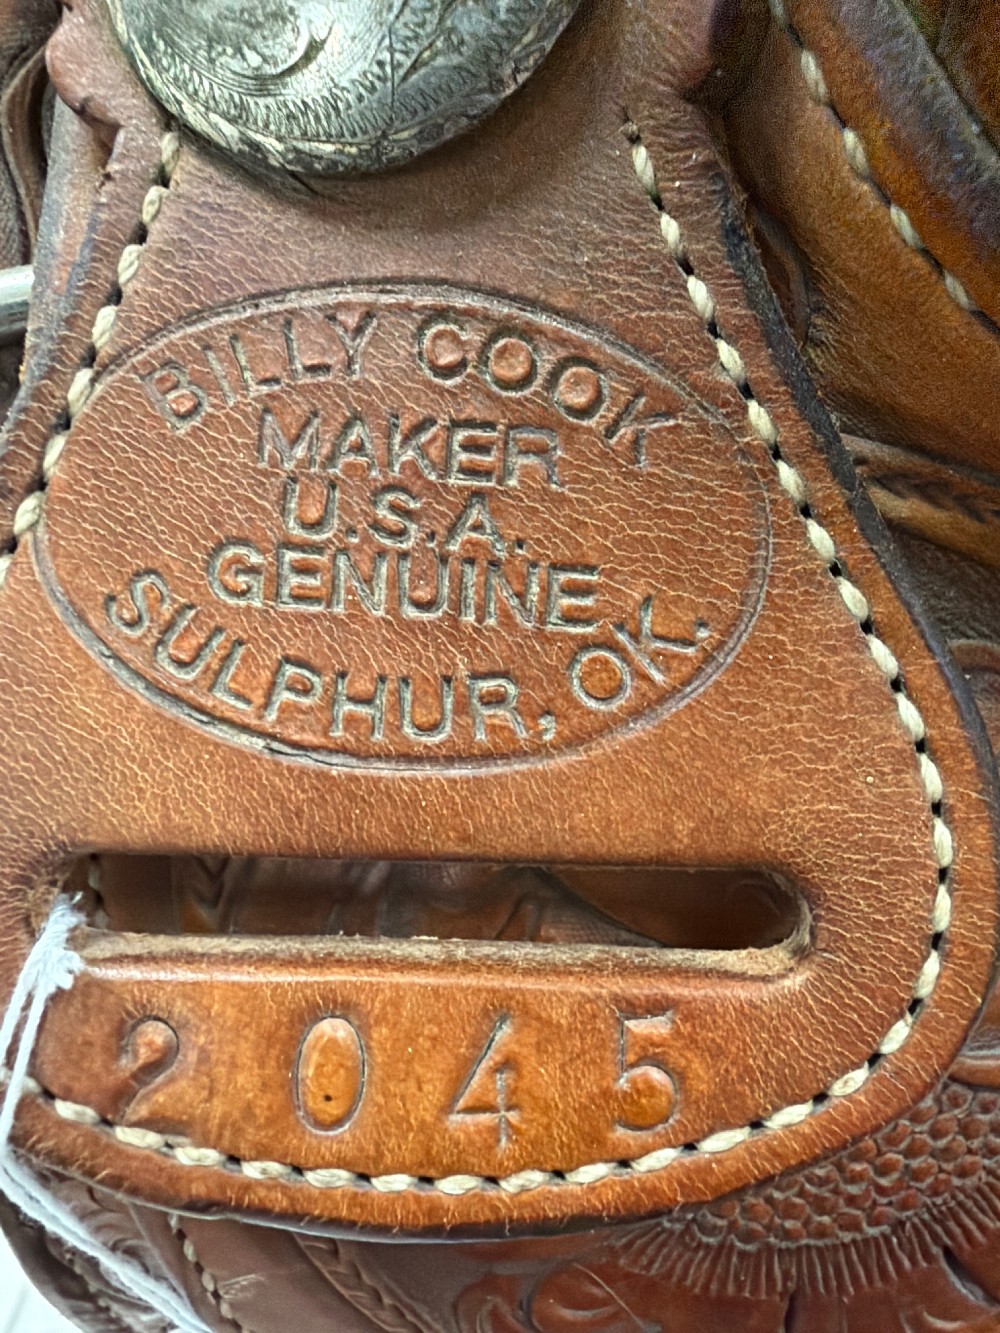 BILLY COOK
MAKER
U.S.A.
GENUINE
SULPHUR, OK.
2045